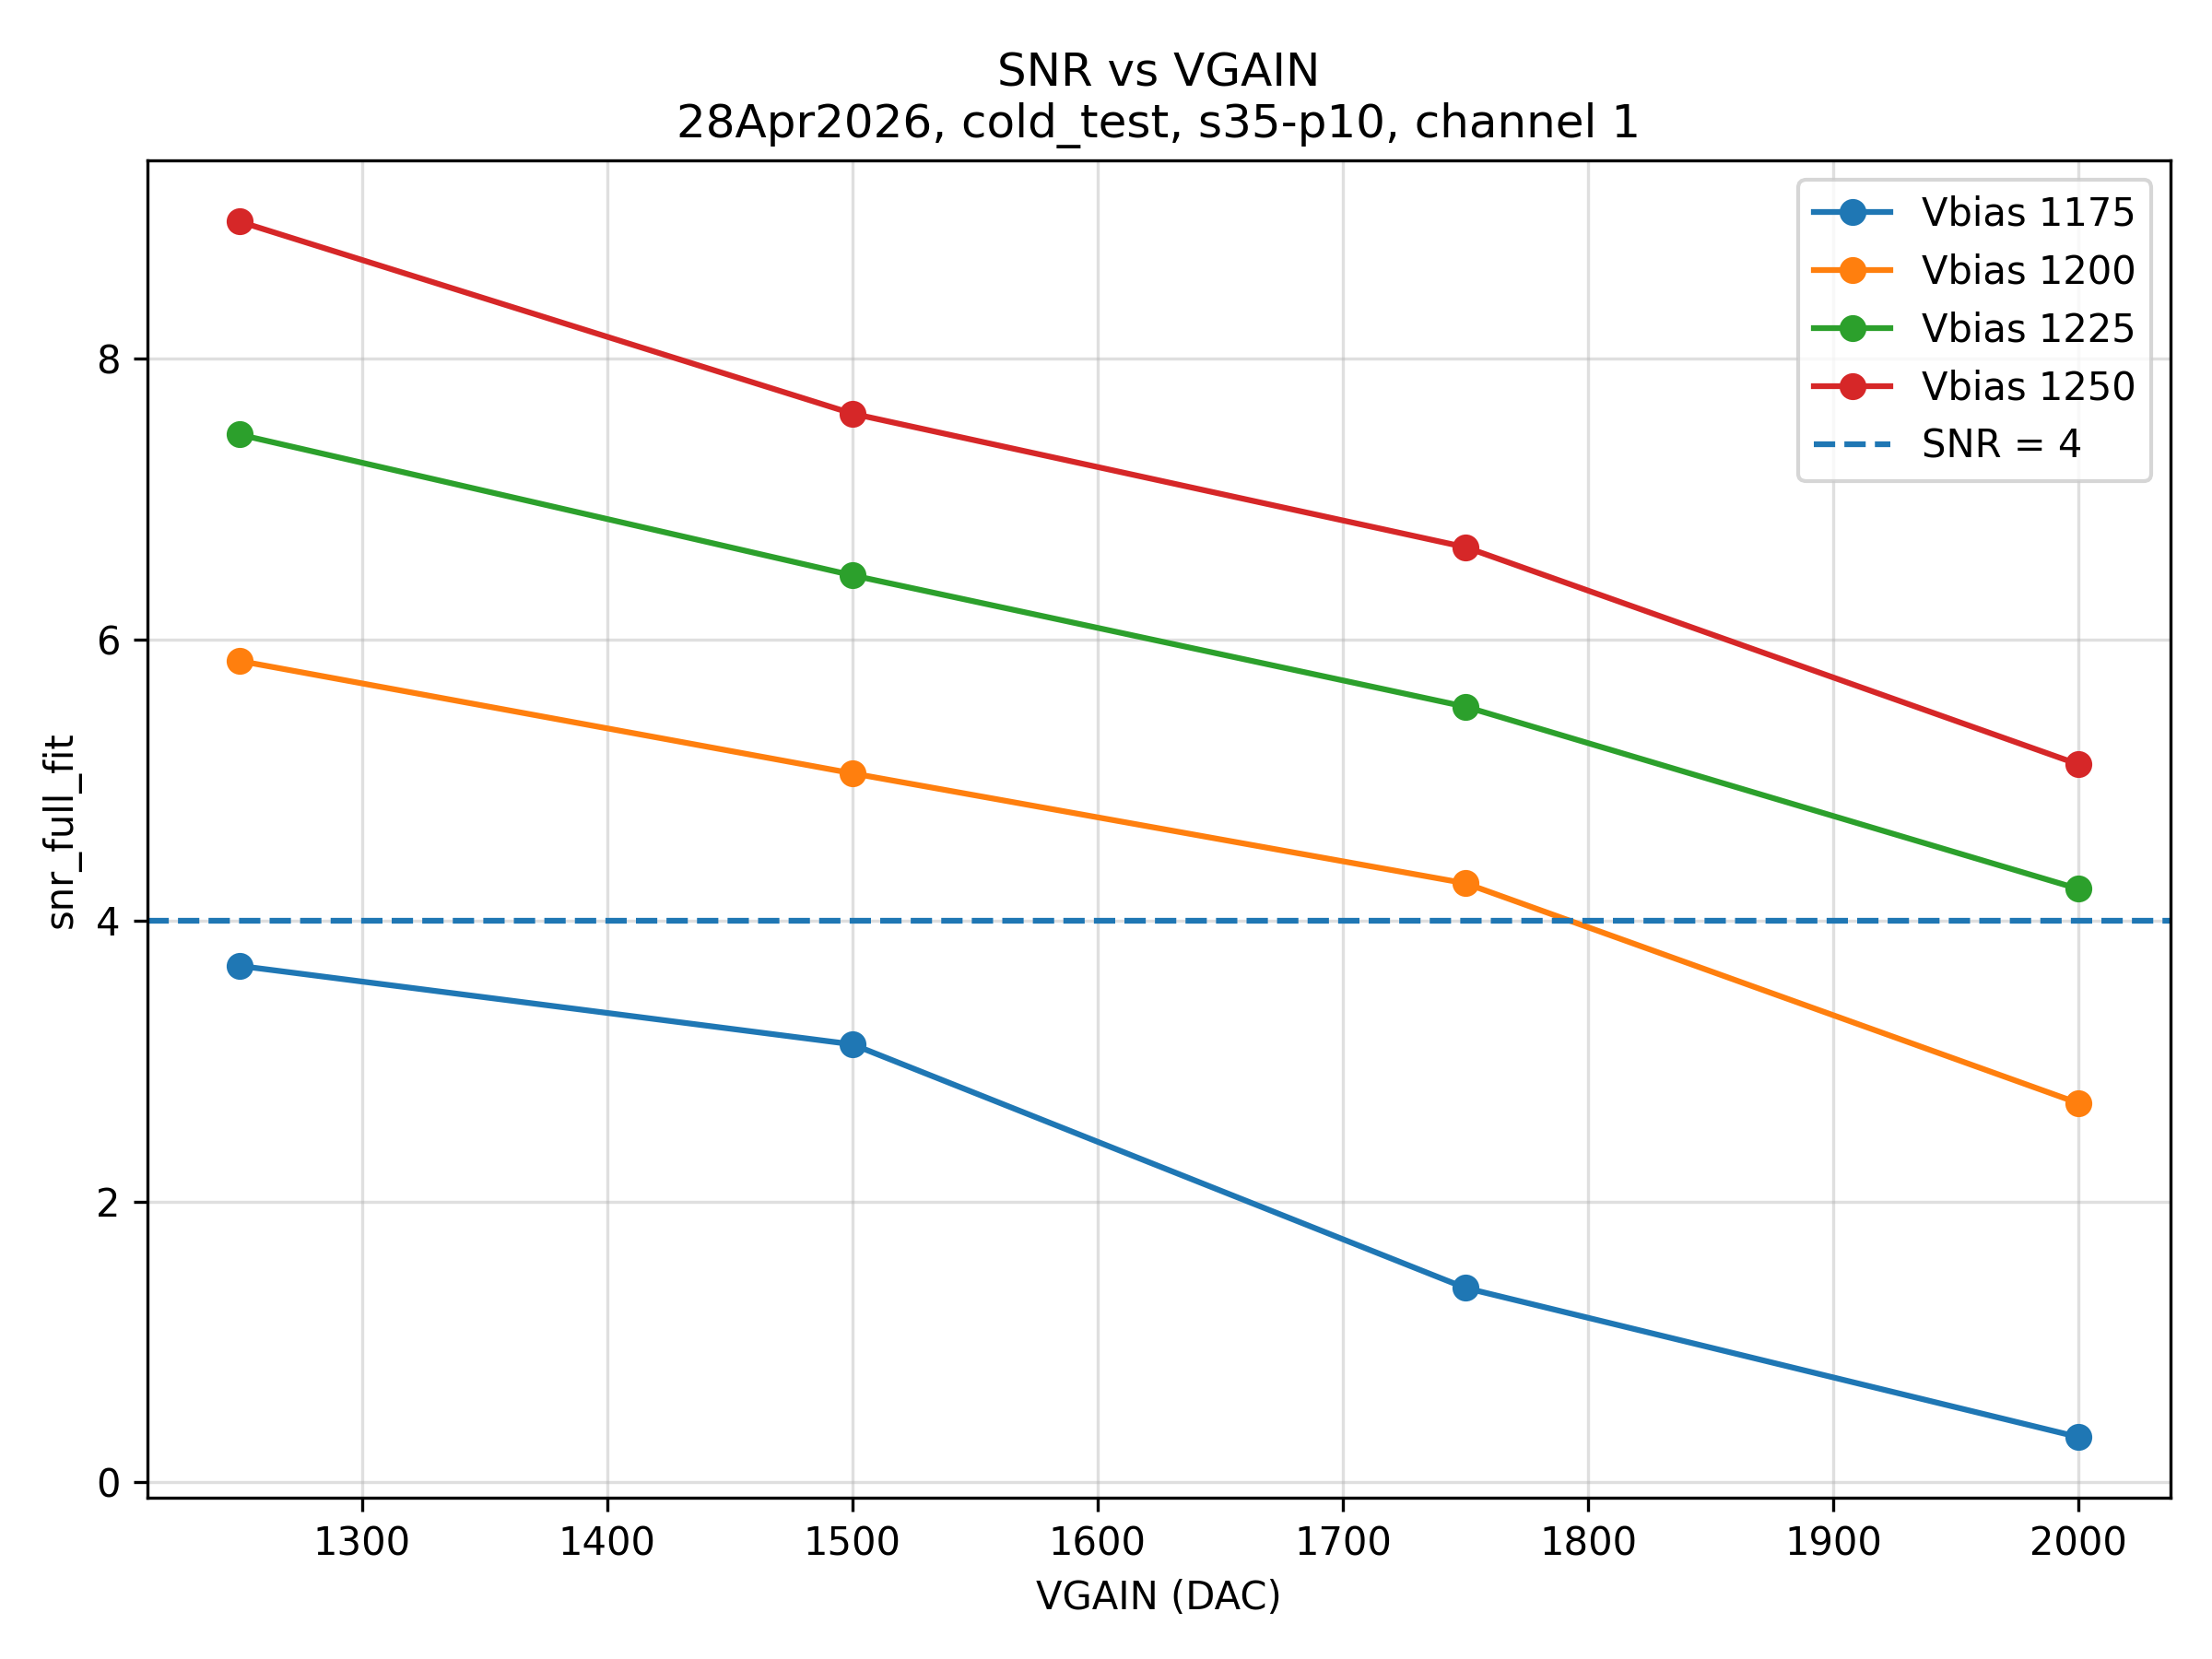 SNR vs VGAIN
28Apr2026, cold_test, s35-p10, channel 1
Vbias 1175
Vbias 1200
Vbias 1225
Vbias 1250
SNR = 4
snr_full_fit
8
6
4
2
0
1300 1400 1500 1600 1700 1800 1900 2000
VGAIN (DAC)